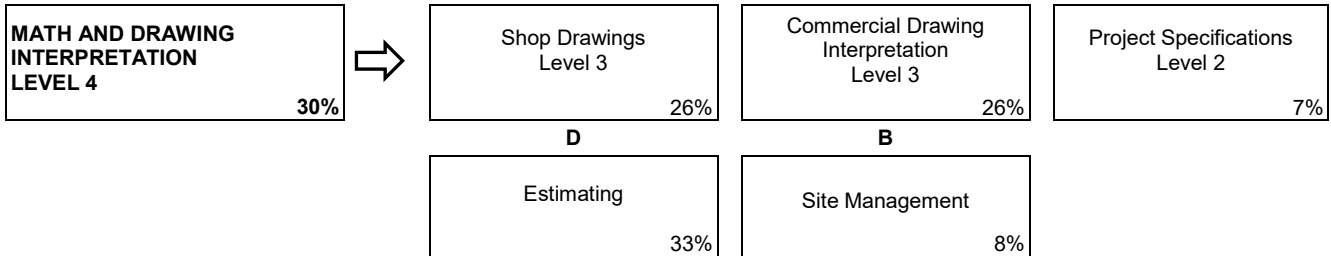 MATH AND DRAWING
INTERPRETATION
LEVEL 4
30%
Shop Drawings
Level 3
26%
D
Commercial Drawing
Interpretation
Level 3
26%
B
Project Specifications
Level 2
7%
Estimating
33%
Site Management
8%